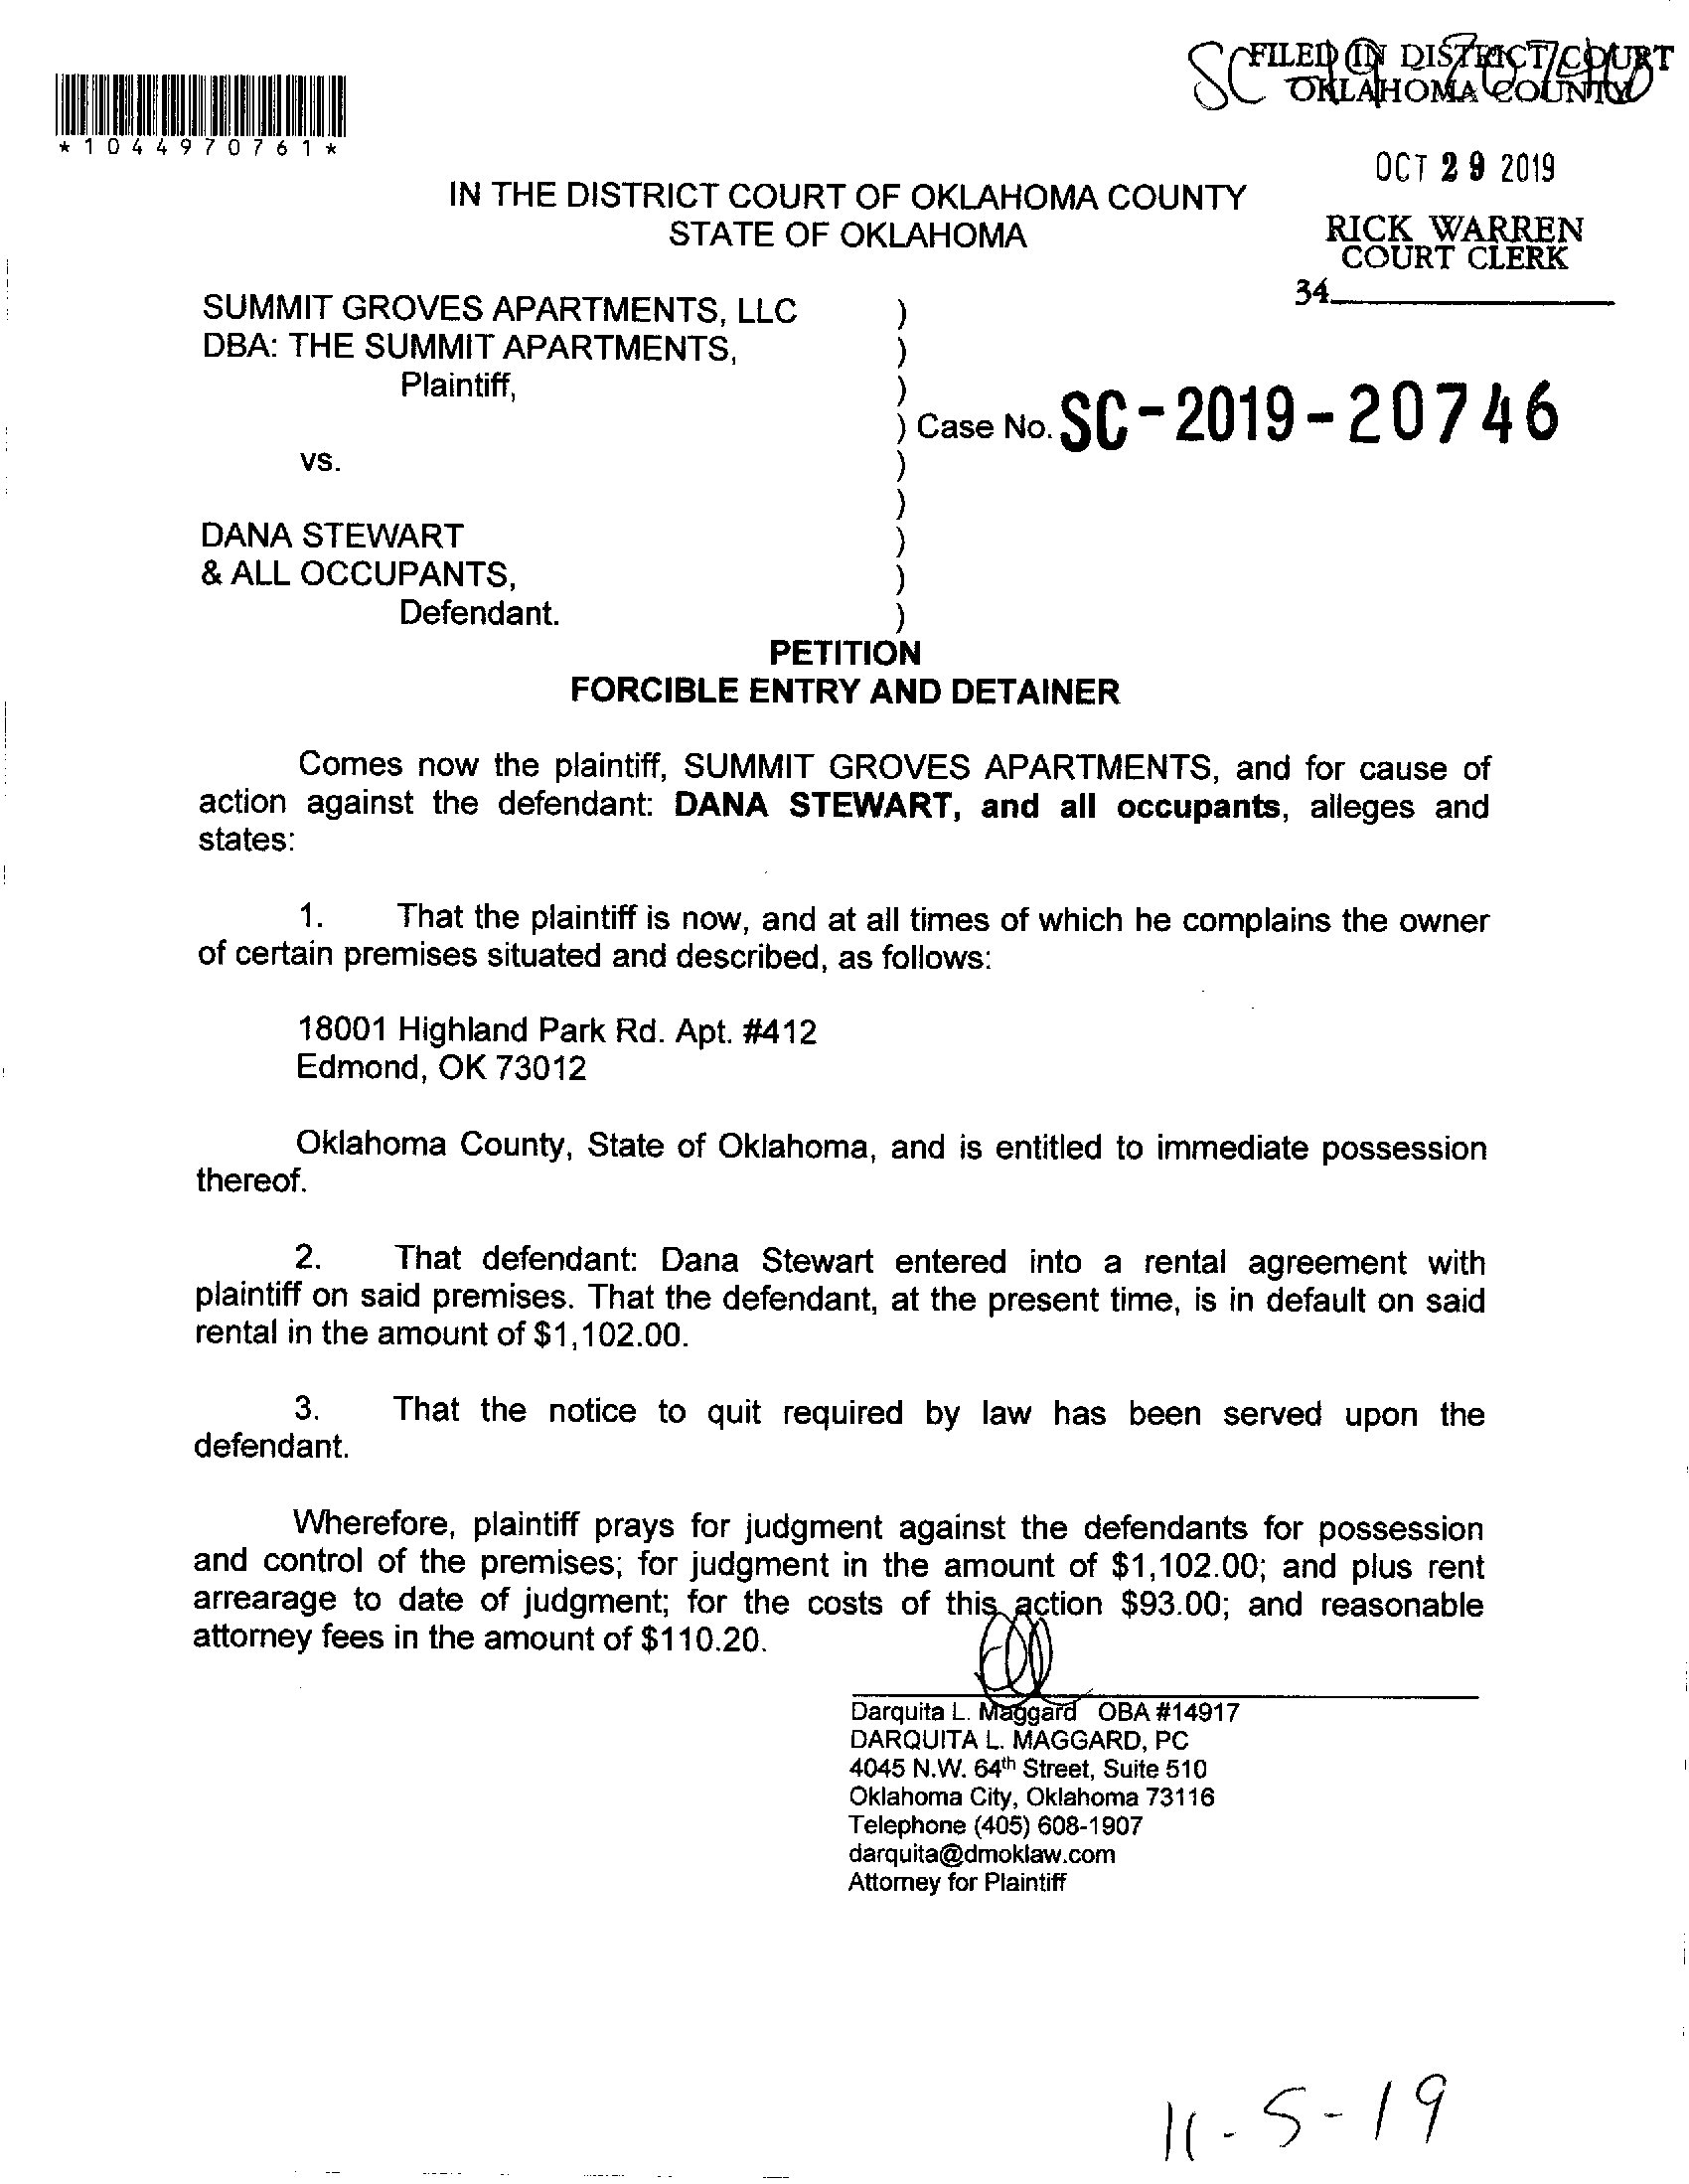 SC 19 20746
FILED IN DISTRICT COURT
OKLAHOMA COUNTY
*1044970761*
OCT 29 2019
IN THE DISTRICT COURT OF OKLAHOMA COUNTY
STATE OF OKLAHOMA
RICK WARREN
COURT CLERK
34
SUMMIT GROVES APARTMENTS, LLC )
DBA: THE SUMMIT APARTMENTS, )
Plaintiff, )
) Case No. SC-2019-20746
vs. )
)
DANA STEWART )
& ALL OCCUPANTS, )
Defendant. )
PETITION
FORCIBLE ENTRY AND DETAINER
Comes now the plaintiff, SUMMIT GROVES APARTMENTS, and for cause of
action against the defendant: DANA STEWART, and all occupants, alleges and
states:
1. That the plaintiff is now, and at all times of which he complains the owner
of certain premises situated and described, as follows:
18001 Highland Park Rd. Apt. #412
Edmond, OK 73012
Oklahoma County, State of Oklahoma, and is entitled to immediate possession
thereof.
2. That defendant: Dana Stewart entered into a rental agreement with
plaintiff on said premises. That the defendant, at the present time, is in default on said
rental in the amount of $1,102.00.
3. That the notice to quit required by law has been served upon the
defendant.
Wherefore, plaintiff prays for judgment against the defendants for possession
and control of the premises; for judgment in the amount of $1,102.00; and plus rent
arrearage to date of judgment; for the costs of this action $93.00; and reasonable
attorney fees in the amount of $110.20.
Darquita L. Maggard OBA #14917
DARQUITA L. MAGGARD, PC
4045 N.W. 64th Street, Suite 510
Oklahoma City, Oklahoma 73116
Telephone (405) 608-1907
darquita@dmoklaw.com
Attorney for Plaintiff
11-5-19